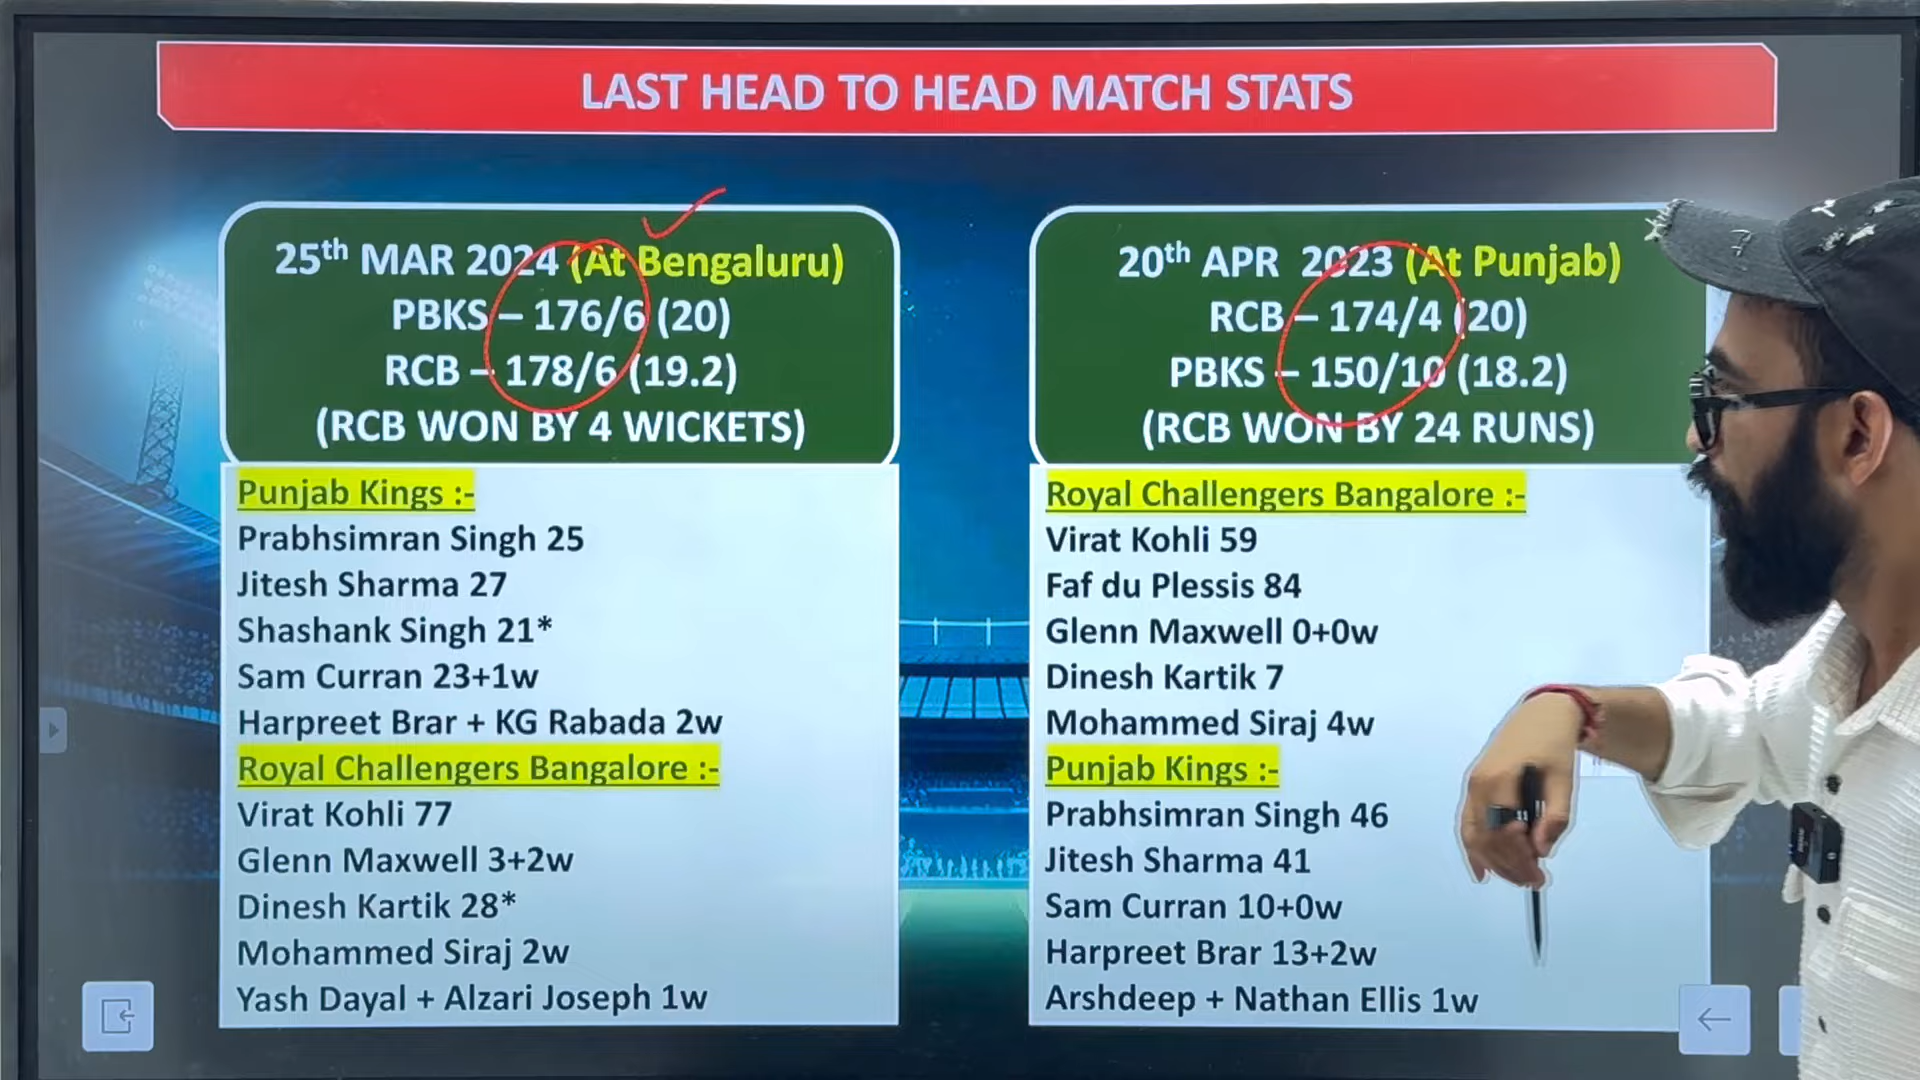 LAST HEAD TO HEAD MATCH STATS
25th MAR 2024 (At Bengaluru)
PBKS – 176/6 (20)
RCB – 178/6 (19.2)
(RCB WON BY 4 WICKETS)
Punjab Kings :-
Prabhsimran Singh 25
Jitesh Sharma 27
Shashank Singh 21*
Sam Curran 23+1w
Harpreet Brar + KG Rabada 2w
Royal Challengers Bangalore :-
Virat Kohli 77
Glenn Maxwell 3+2w
Dinesh Kartik 28*
Mohammed Siraj 2w
Yash Dayal + Alzari Joseph 1w
20th APR 2023 (At Punjab)
RCB – 174/4 (20)
PBKS – 150/10 (18.2)
(RCB WON BY 24 RUNS)
Royal Challengers Bangalore :-
Virat Kohli 59
Faf du Plessis 84
Glenn Maxwell 0+0w
Dinesh Kartik 7
Mohammed Siraj 4w
Punjab Kings :-
Prabhsimran Singh 46
Jitesh Sharma 41
Sam Curran 10+0w
Harpreet Brar 13+2w
Arshdeep + Nathan Ellis 1w